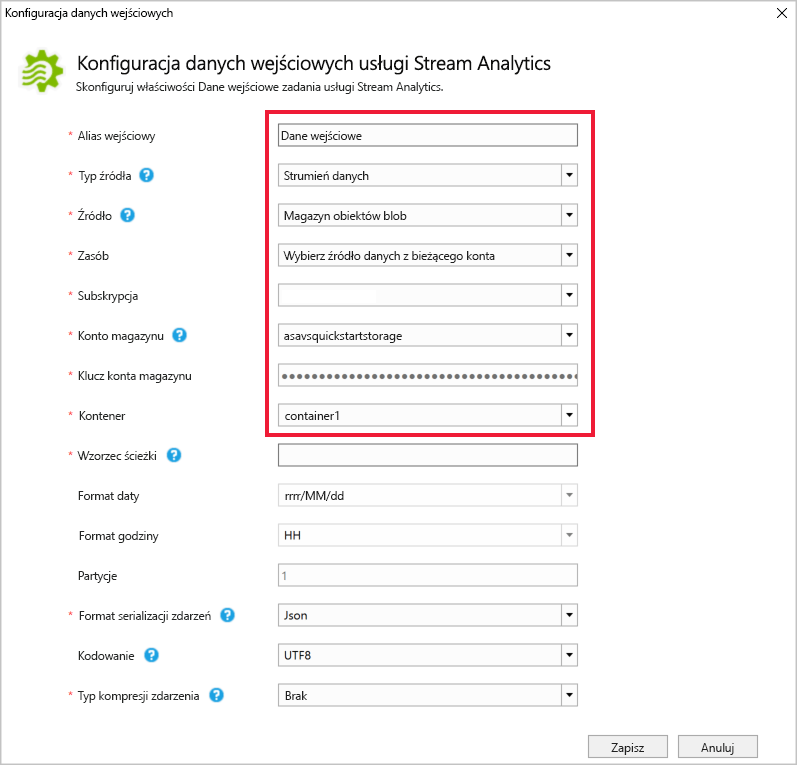 Konfiguracja danych wejściowych
Konfiguracja danych wejściowych usługi Stream Analytics
Skonfiguruj właściwości Dane wejściowe zadania usługi Stream Analytics.
* Alias wejściowy Dane wejściowe
* Typ źródła ? Strumień danych
* Źródło ? Magazyn obiektów blob
* Zasób Wybierz źródło danych z bieżącego konta
* Subskrypcja
* Konto magazynu ? asavsquickstartstorage
* Klucz konta magazynu
* Kontener container1
* Wzorzec ścieżki ?
Format daty rrrr/MM/dd
Format godziny HH
Partycje 1
* Format serializacji zdarzeń ? Json
Kodowanie ? UTF8
* Typ kompresji zdarzenia ? Brak
Zapisz Anuluj